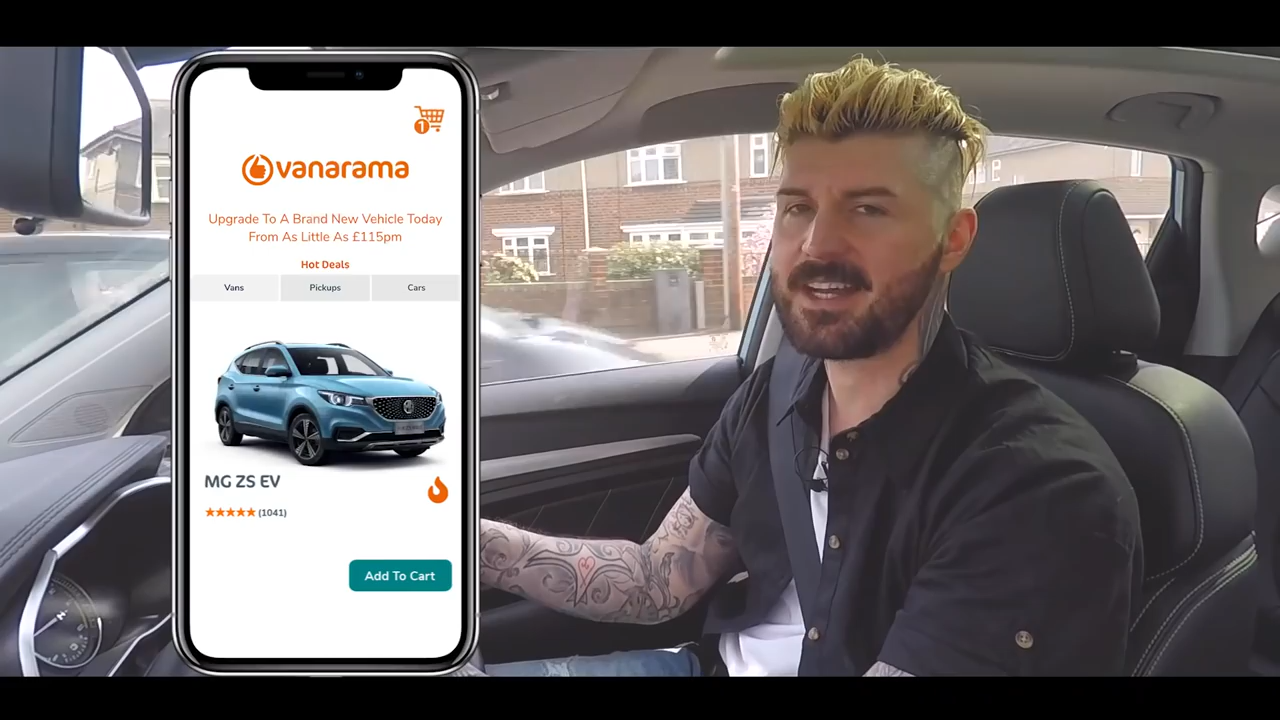 1
vanarama
Upgrade To A Brand New Vehicle Today
From As Little As £115pm
Hot Deals
Vans
Pickups
Cars
MG ZS EV
(1041)
Add To Cart